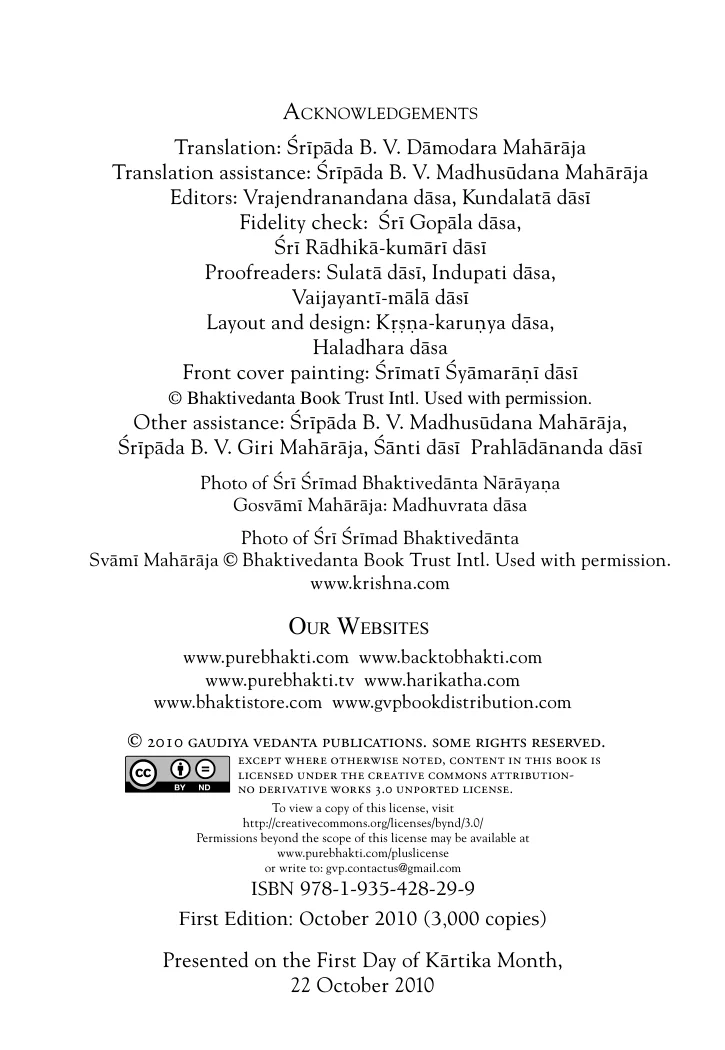 Acknowledgements
Translation: Śrīpāda B. V. Dāmodara Mahārāja
Translation assistance: Śrīpāda B. V. Madhusūdana Mahārāja
Editors: Vrajendranandana dāsa, Kundalatā dāsī
Fidelity check:  Śrī Gopāla dāsa,
Śrī Rādhikā-kumārī dāsī
Proofreaders: Sulatā dāsī, Indupati dāsa,
Vaijayantī-mālā dāsī
Layout and design: Kṛṣṇa-karuṇya dāsa,
Haladhara dāsa
Front cover painting: Śrīmatī Śyāmarāṇī dāsī
© Bhaktivedanta Book Trust Intl. Used with permission.
Other assistance: Śrīpāda B. V. Madhusūdana Mahārāja,
Śrīpāda B. V. Giri Mahārāja, Śānti dāsī  Prahlādānanda dāsī
Photo of Śrī Śrīmad Bhaktivedānta Nārāyaṇa
Gosvāmī Mahārāja: Madhuvrata dāsa
Photo of Śrī Śrīmad Bhaktivedānta
Svāmī Mahārāja © Bhaktivedanta Book Trust Intl. Used with permission.
www.krishna.com
Our Websites
www.purebhakti.com  www.backtobhakti.com
www.purebhakti.tv  www.harikatha.com
www.bhaktistore.com  www.gvpbookdistribution.com
© 2010 gaudiya vedanta publications. some rights reserved.
cc BY ND
except where otherwise noted, content in this book is
licensed under the creative commons attribution-
no derivative works 3.0 unported license.
To view a copy of this license, visit
http://creativecommons.org/licenses/bynd/3.0/
Permissions beyond the scope of this license may be available at
www.purebhakti.com/pluslicense
or write to: gvp.contactus@gmail.com
ISBN 978-1-935-428-29-9
First Edition: October 2010 (3,000 copies)
Presented on the First Day of Kārtika Month,
22 October 2010